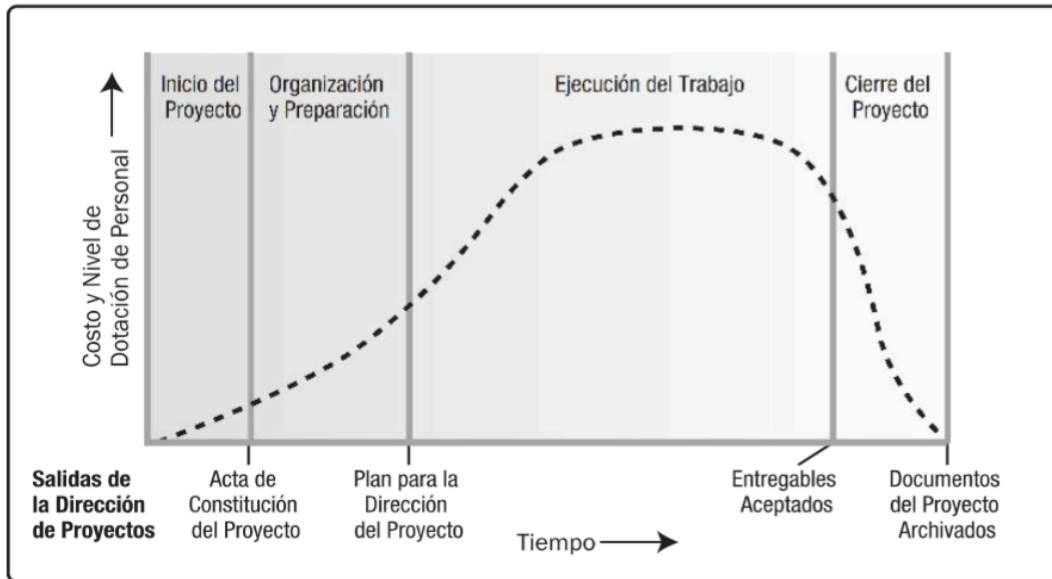 Inicio del
Proyecto
Organización
y Preparación
Ejecución del Trabajo
Cierre del
Proyecto
Costo y Nivel de
Dotación de Personal
Salidas de
la Dirección
de Proyectos
Acta de
Constitución
del Proyecto
Plan para la
Dirección
del Proyecto
Entregables
Aceptados
Documentos
del Proyecto
Archivados
Tiempo